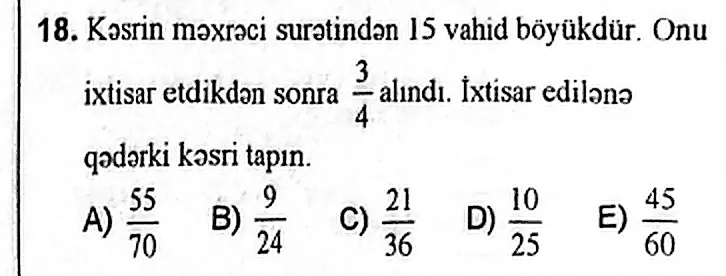 18. Kəsrin məxrəci surətindən 15 vahid böyükdür. Onu
ixtisar etdikdən sonra 3/4 alındı. İxtisar edilənə
qədərki kəsri tapın.
A) 55/70 B) 9/24 C) 21/36 D) 10/25 E) 45/60